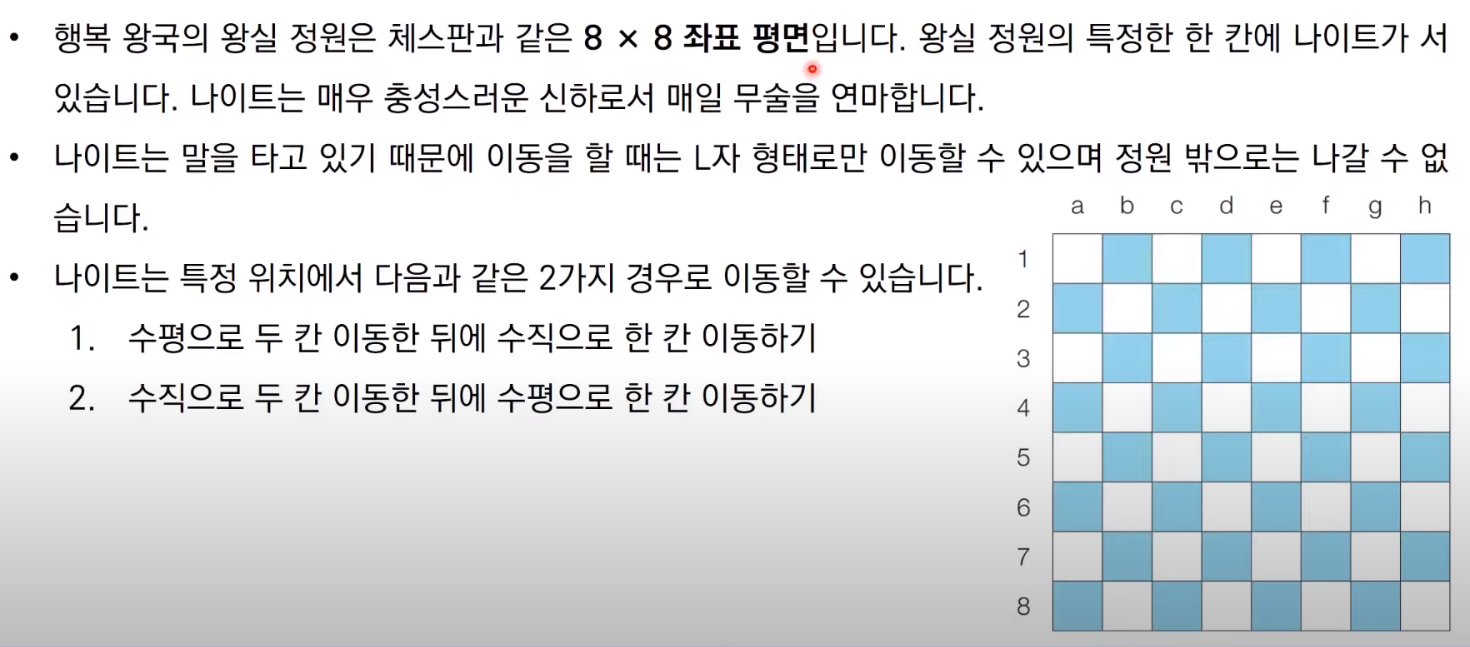 • 행복 왕국의 왕실 정원은 체스판과 같은 8 × 8 좌표 평면입니다. 왕실 정원의 특정한 한 칸에 나이트가 서
있습니다. 나이트는 매우 충성스러운 신하로서 매일 무술을 연마합니다.
• 나이트는 말을 타고 있기 때문에 이동을 할 때는 L자 형태로만 이동할 수 있으며 정원 밖으로는 나갈 수 없
습니다.
• 나이트는 특정 위치에서 다음과 같은 2가지 경우로 이동할 수 있습니다.
1. 수평으로 두 칸 이동한 뒤에 수직으로 한 칸 이동하기
2. 수직으로 두 칸 이동한 뒤에 수평으로 한 칸 이동하기
a b c d e f g h
1
2
3
4
5
6
7
8